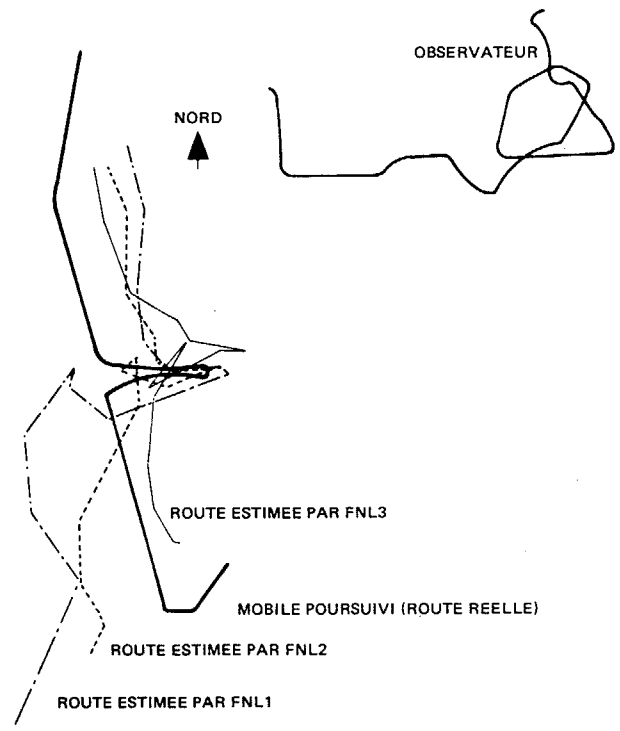 OBSERVATEUR
NORD
ROUTE ESTIMEE PAR FNL3
MOBILE POURSUIVI (ROUTE REELLE)
ROUTE ESTIMEE PAR FNL2
ROUTE ESTIMEE PAR FNL1